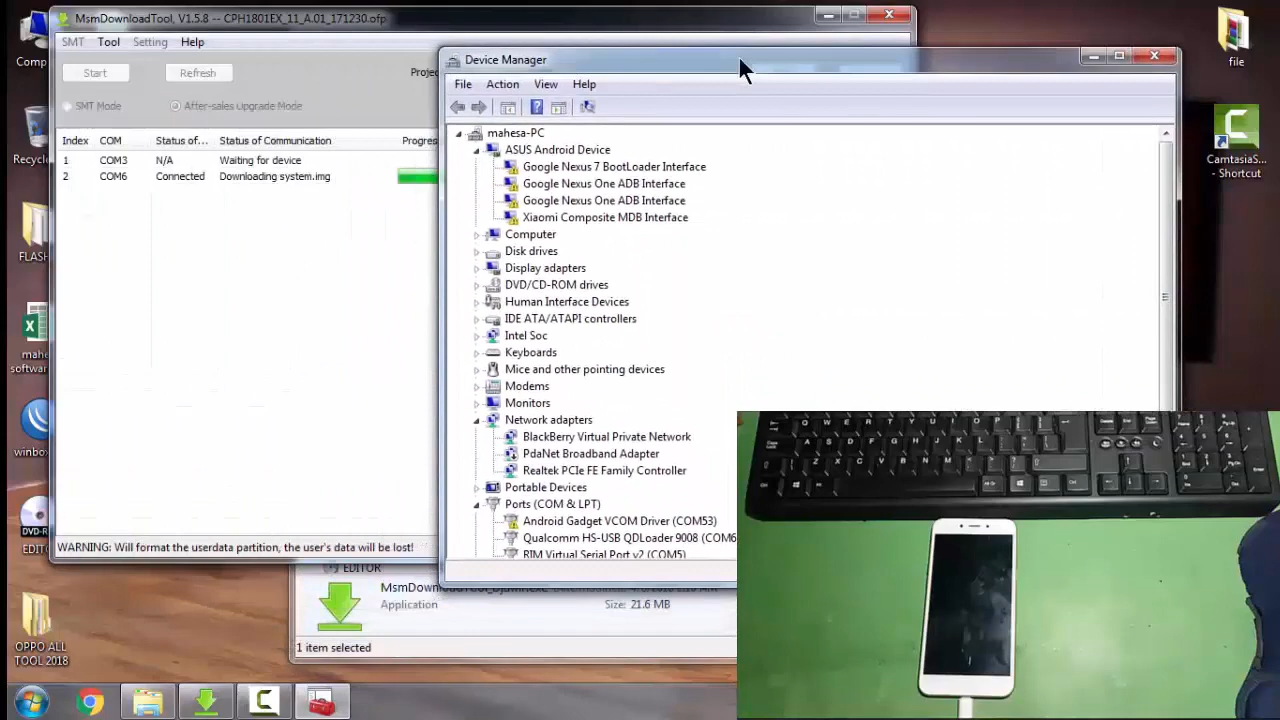 MsmDownloadTool, V1.5.8 -- CPH1801EX_11_A.01_171230.ofp
SMT Tool Setting Help
Start Refresh Projec
SMT Mode After-sales Upgrade Mode
Index COM Status of... Status of Communication Progres
1 COM3 N/A Waiting for device
2 COM6 Connected Downloading system.img
WARNING: Will format the userdata partition, the user's data will be lost!
Device Manager
File Action View Help
mahesa-PC
ASUS Android Device
Google Nexus 7 BootLoader Interface
Google Nexus One ADB Interface
Google Nexus One ADB Interface
Xiaomi Composite MDB Interface
Computer
Disk drives
Display adapters
DVD/CD-ROM drives
Human Interface Devices
IDE ATA/ATAPI controllers
Intel Soc
Keyboards
Mice and other pointing devices
Modems
Monitors
Network adapters
BlackBerry Virtual Private Network
PdaNet Broadband Adapter
Realtek PCIe FE Family Controller
Portable Devices
Ports (COM & LPT)
Android Gadget VCOM Driver (COM53)
Qualcomm HS-USB QDLoader 9008 (COM6
RIM Virtual Serial Port v2 (COM5)
EDITOR
Application
Size: 21.6 MB
1 item selected
Comp
Recycl
FLASH
mahe
softwar
winbo
DVD-R
EDIT
OPPO ALL
TOOL 2018
file
CamtasiaS...
- Shortcut